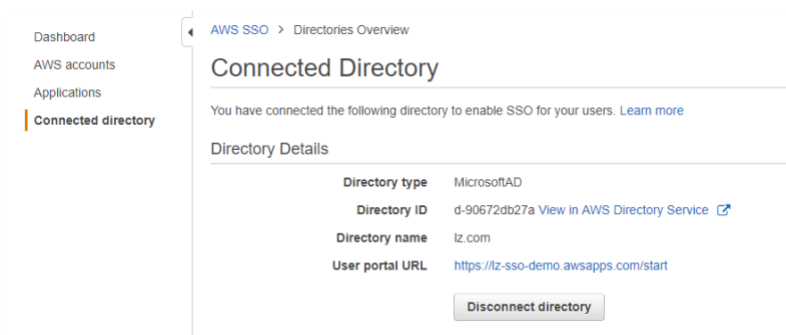 Dashboard
AWS accounts
Applications
Connected directory
AWS SSO > Directories Overview
Connected Directory
You have connected the following directory to enable SSO for your users. Learn more
Directory Details
Directory type MicrosoftAD
Directory ID d-90672db27a View in AWS Directory Service
Directory name lz.com
User portal URL https://lz-sso-demo.awsapps.com/start
Disconnect directory